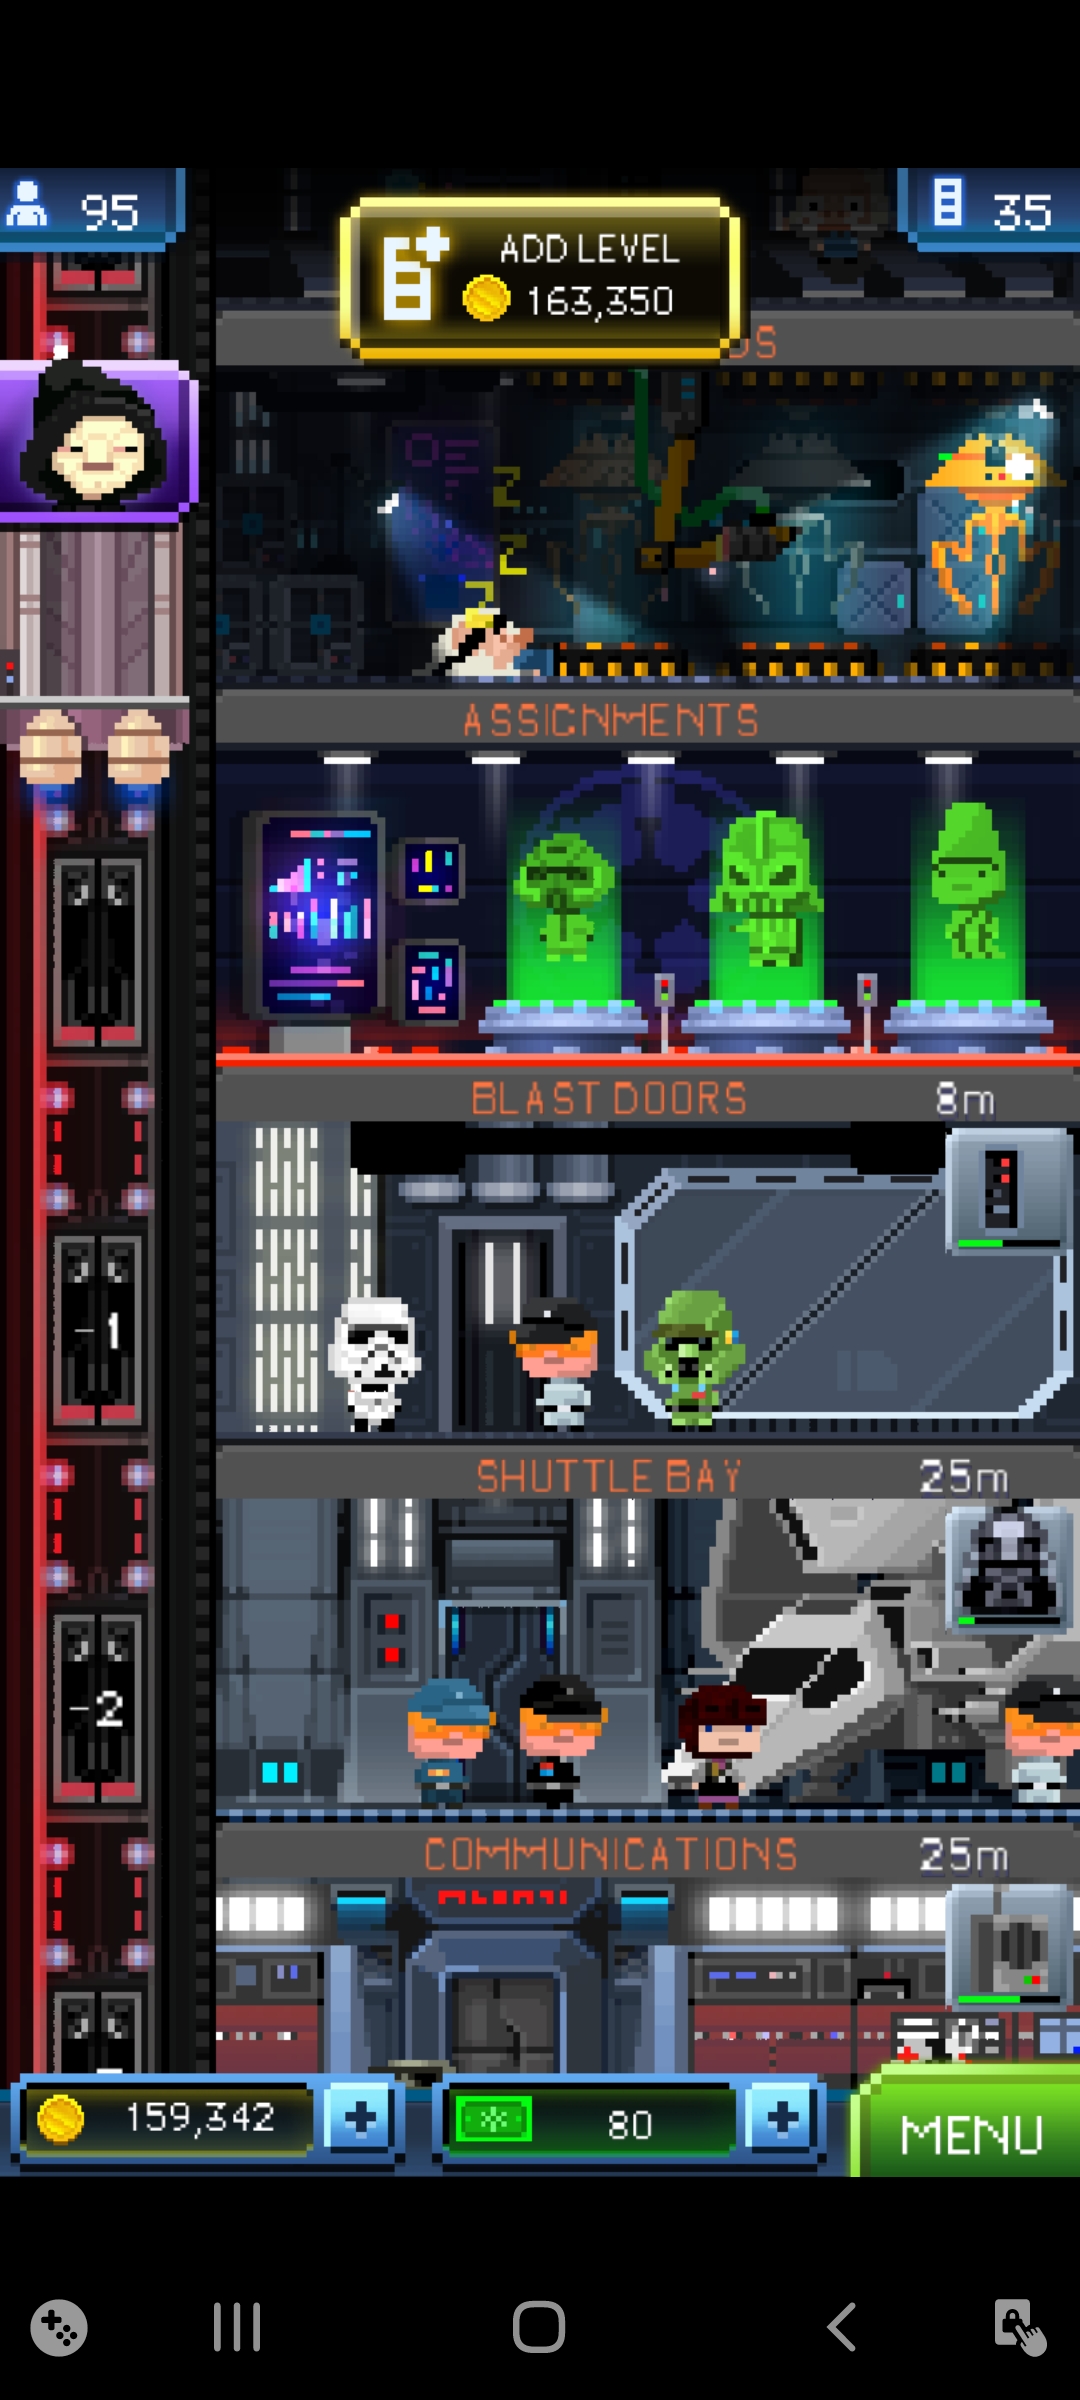 95
ADD LEVEL
163,350
35
Z
Z
Z
ASSIGNMENTS
BLAST DOORS 8m
-1
SHUTTLE BAY 25m
-2
COMMUNICATIONS 25m
159,342
80
MENU